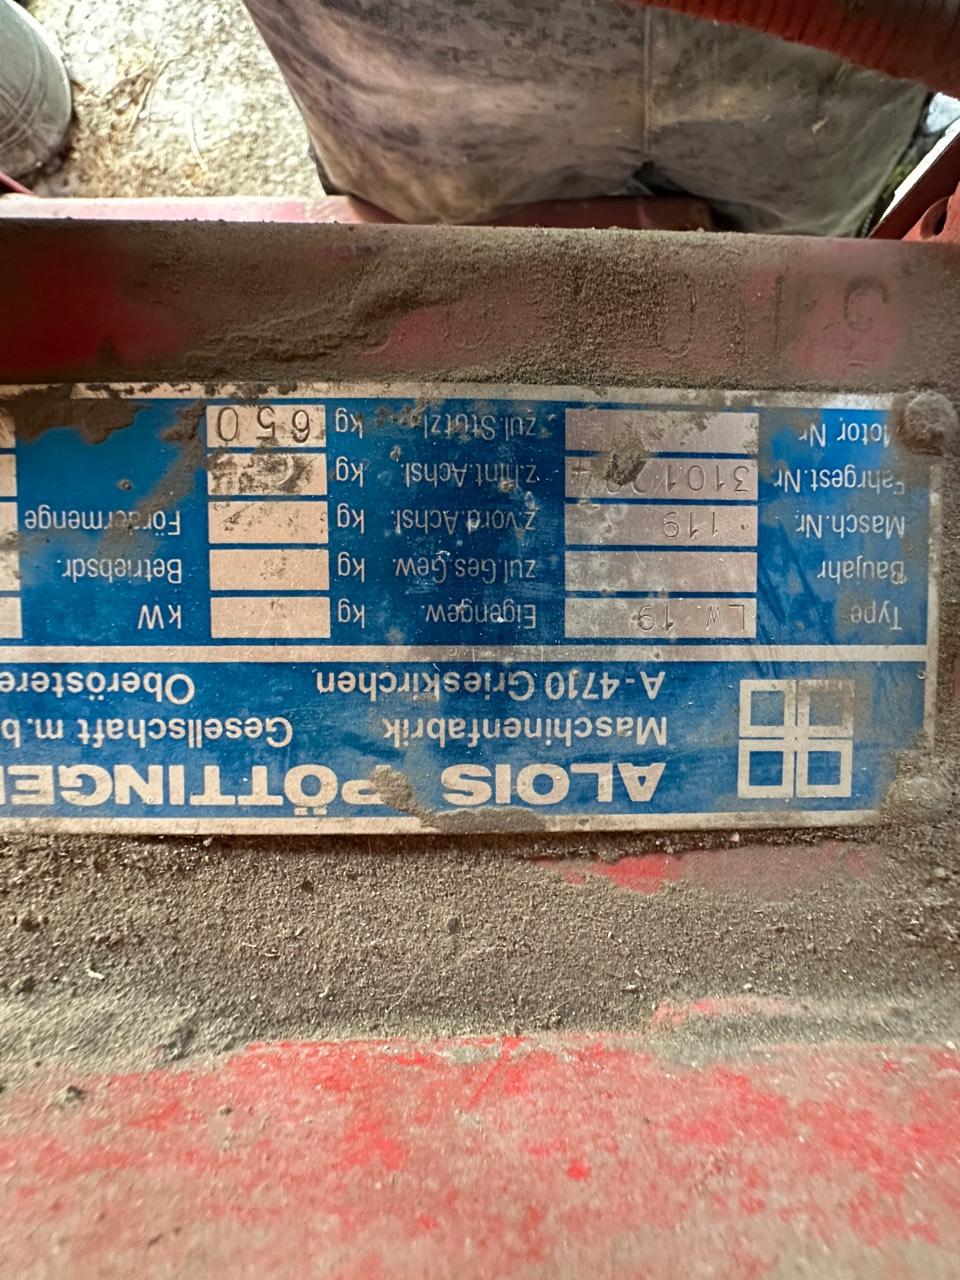 ALOIS PÖTTINGE
Maschinenfabrik Gesellschaft m.b
A-4710 Grieskirchen Oberösterre
Type LW 19 Eigengew. kg kW
Baujahr zul.Ges.Gew. kg Betriebsdr.
Masch.Nr. 119 z.vord.Achsl. kg Fördermenge
Fahrgest.Nr. z.hint.Achsl. kg
Motor Nr. zul.Stützl. kg 650